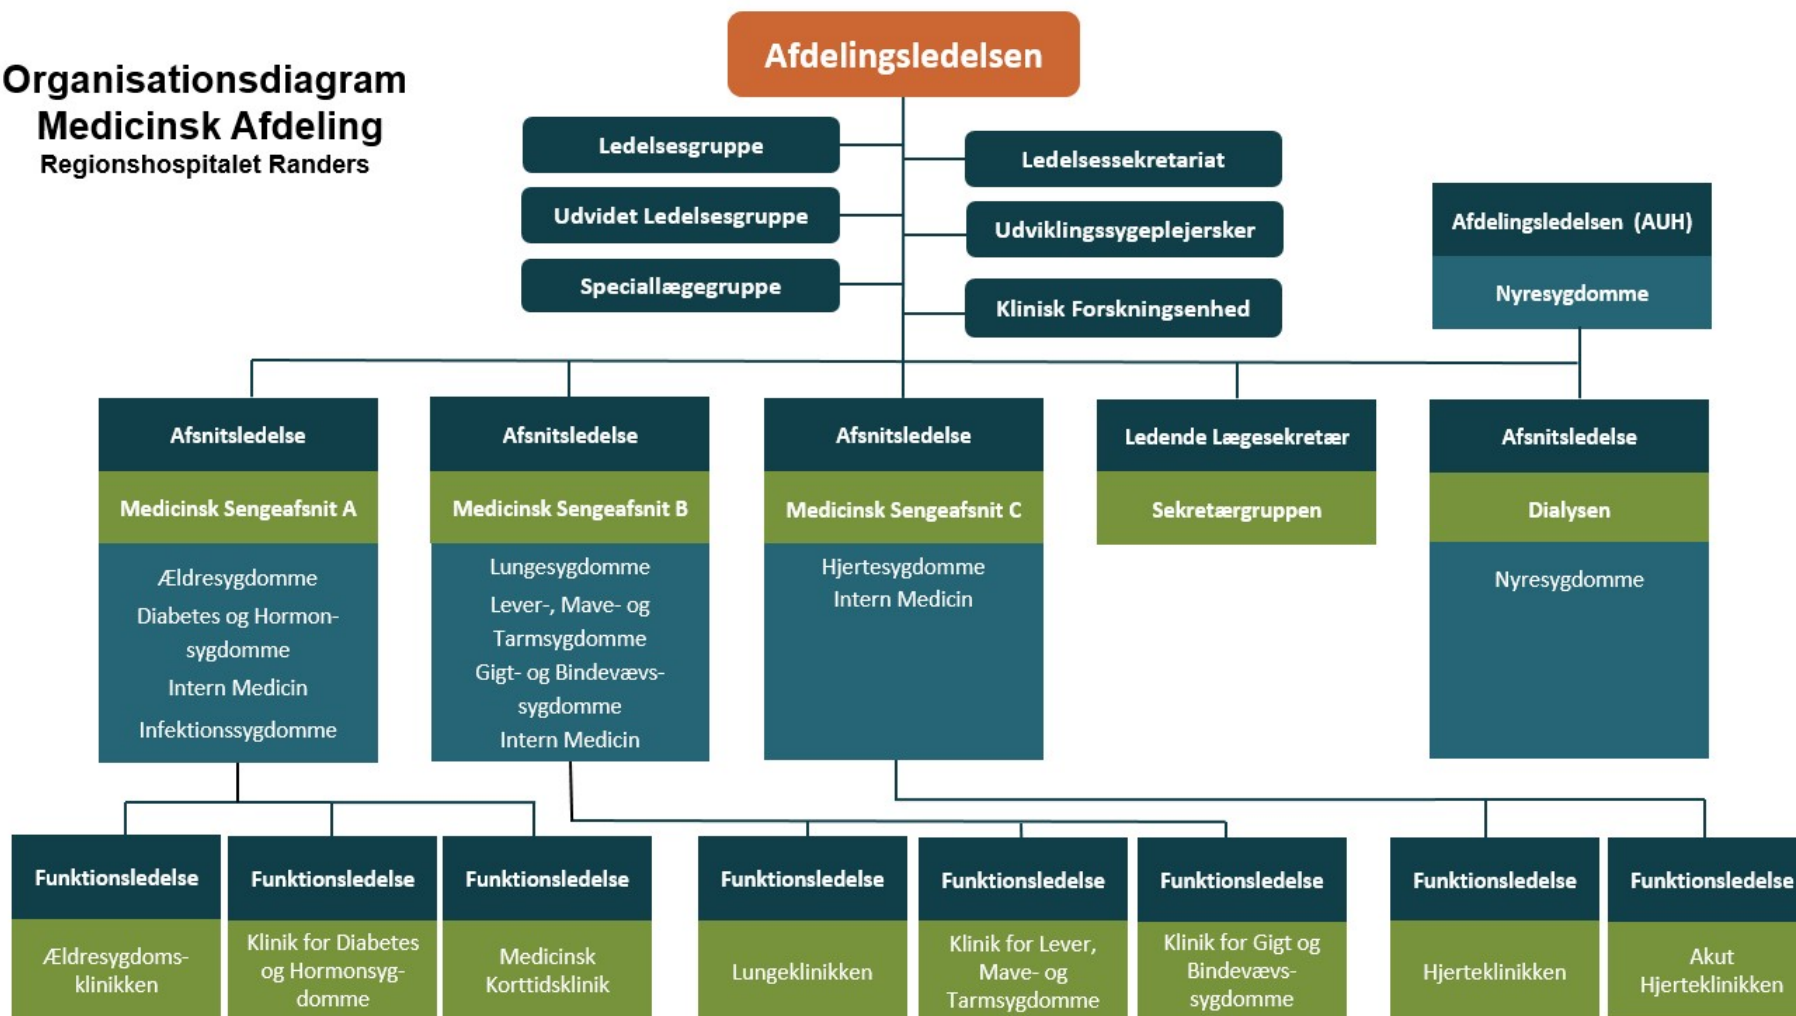 Organisationsdiagram
Medicinsk Afdeling
Regionshospitalet Randers
Afdelingsledelsen
Ledelsesgruppe
Udvidet Ledelsesgruppe
Speciallægegruppe
Ledelsessekretariat
Udviklingssygeplejersker
Klinisk Forskningsenhed
Afdelingsledelsen (AUH)
Nyresygdomme
Afsnitsledelse
Medicinsk Sengeafsnit A
Ældresygdomme
Diabetes og Hormon-
sygdomme
Intern Medicin
Infektionssygdomme
Afsnitsledelse
Medicinsk Sengeafsnit B
Lungesygdomme
Lever-, Mave- og
Tarmsygdomme
Gigt- og Bindevævs-
sygdomme
Intern Medicin
Afsnitsledelse
Medicinsk Sengeafsnit C
Hjertesygdomme
Intern Medicin
Ledende Lægesekretær
Sekretærgruppen
Afsnitsledelse
Dialysen
Nyresygdomme
Funktionsledelse
Ældresygdoms-
klinikken
Funktionsledelse
Klinik for Diabetes
og Hormonsyg-
domme
Funktionsledelse
Medicinsk
Korttidsklinik
Funktionsledelse
Lungeklinikken
Funktionsledelse
Klinik for Lever,
Mave- og
Tarmsygdomme
Funktionsledelse
Klinik for Gigt og
Bindevævs-
sygdomme
Funktionsledelse
Hjerteklinikken
Funktionsledelse
Akut
Hjerteklinikken